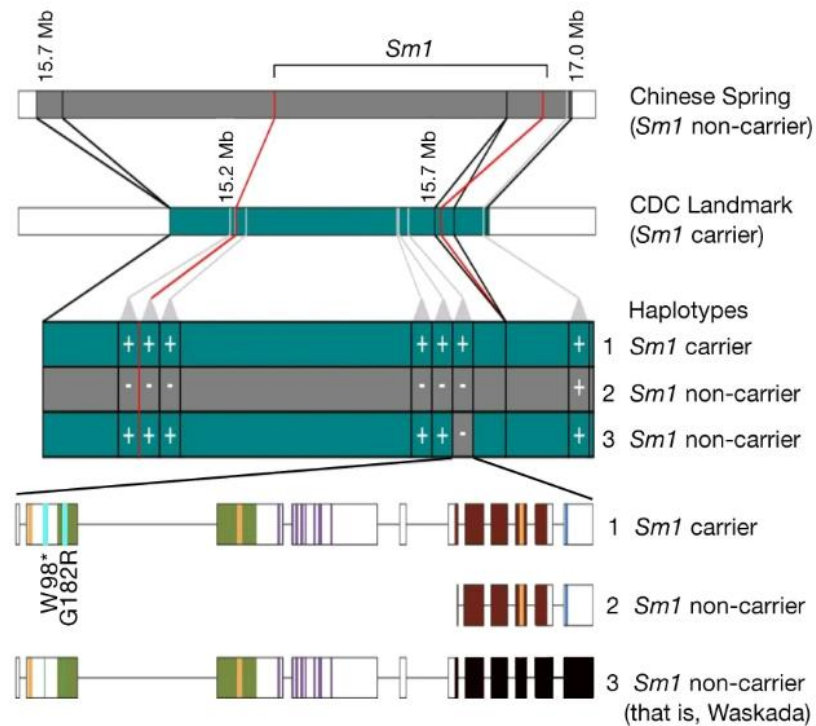 15.7 Mb
Sm1
17.0 Mb
Chinese Spring
(Sm1 non-carrier)
15.2 Mb
15.7 Mb
CDC Landmark
(Sm1 carrier)
Haplotypes
+ + + + + + + 1 Sm1 carrier
- - - - - - + 2 Sm1 non-carrier
+ + + + + - + 3 Sm1 non-carrier
1 Sm1 carrier
W98*
G182R
2 Sm1 non-carrier
3 Sm1 non-carrier
(that is, Waskada)